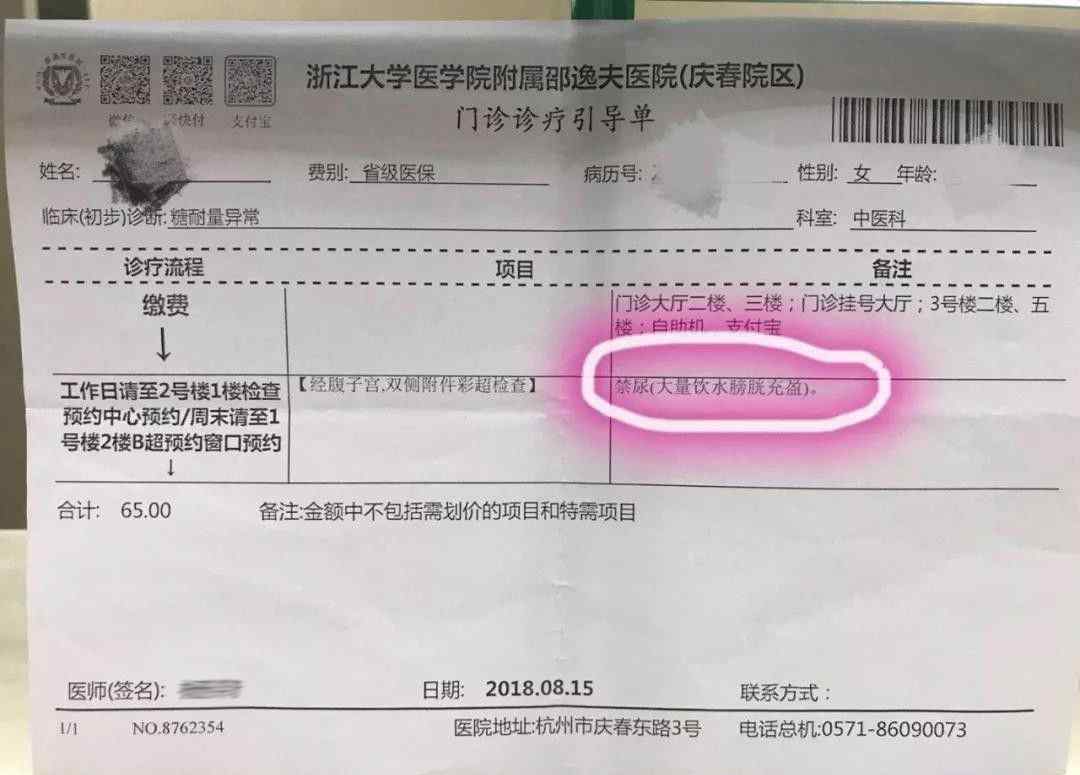 浙江大学医学院附属邵逸夫医院(庆春院区)
支付宝
门诊诊疗引导单
姓名:
费别: 省级医保
病历号:
性别: 女 年龄:
临床(初步)诊断: 糖耐量异常
科室: 中医科
诊疗流程 项目 备注
缴费
门诊大厅二楼、三楼；门诊挂号大厅；3号楼二楼、五
楼；自助机、支付宝
工作日请至2号楼1楼检查
预约中心预约/周末请至1
号楼2楼B超预约窗口预约
【经腹子宫,双侧附件彩超检查】
禁尿(大量饮水膀胱充盈)。
合计: 65.00 备注:金额中不包括需划价的项目和特需项目
医师(签名):
日期: 2018.08.15
联系方式：
1/1 NO.8762354 医院地址:杭州市庆春东路3号 电话总机:0571-86090073